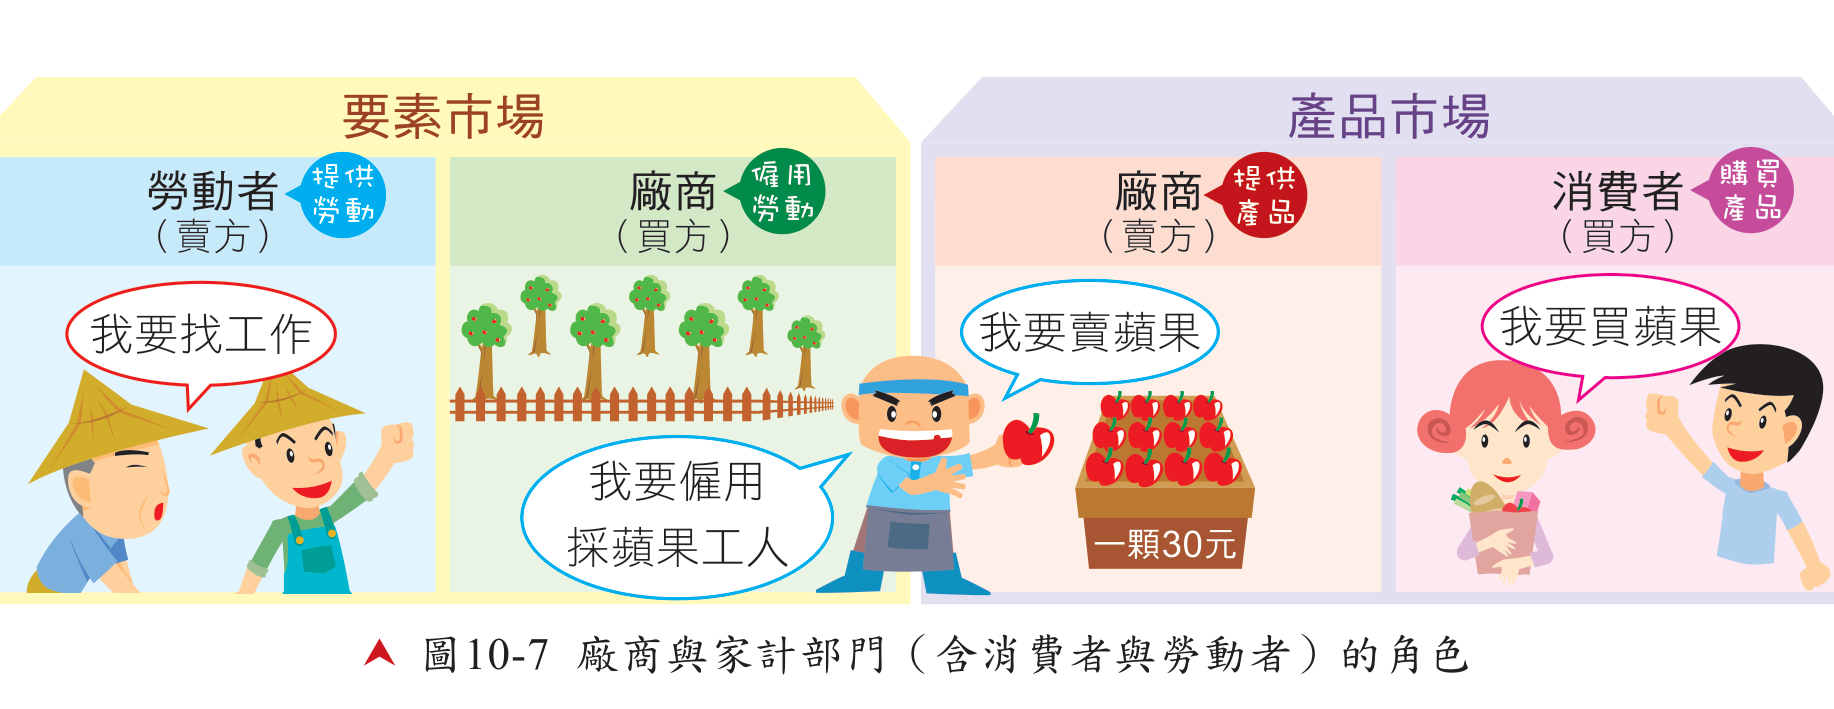 要素市場
勞動者
（賣方）
提供
勞動
廠商
（買方）
僱用
勞動
我要找工作
我要僱用
採蘋果工人
產品市場
廠商
（賣方）
提供
產品
消費者
（買方）
購買
產品
我要賣蘋果
我要買蘋果
一顆30元
圖10-7 廠商與家計部門（含消費者與勞動者）的角色